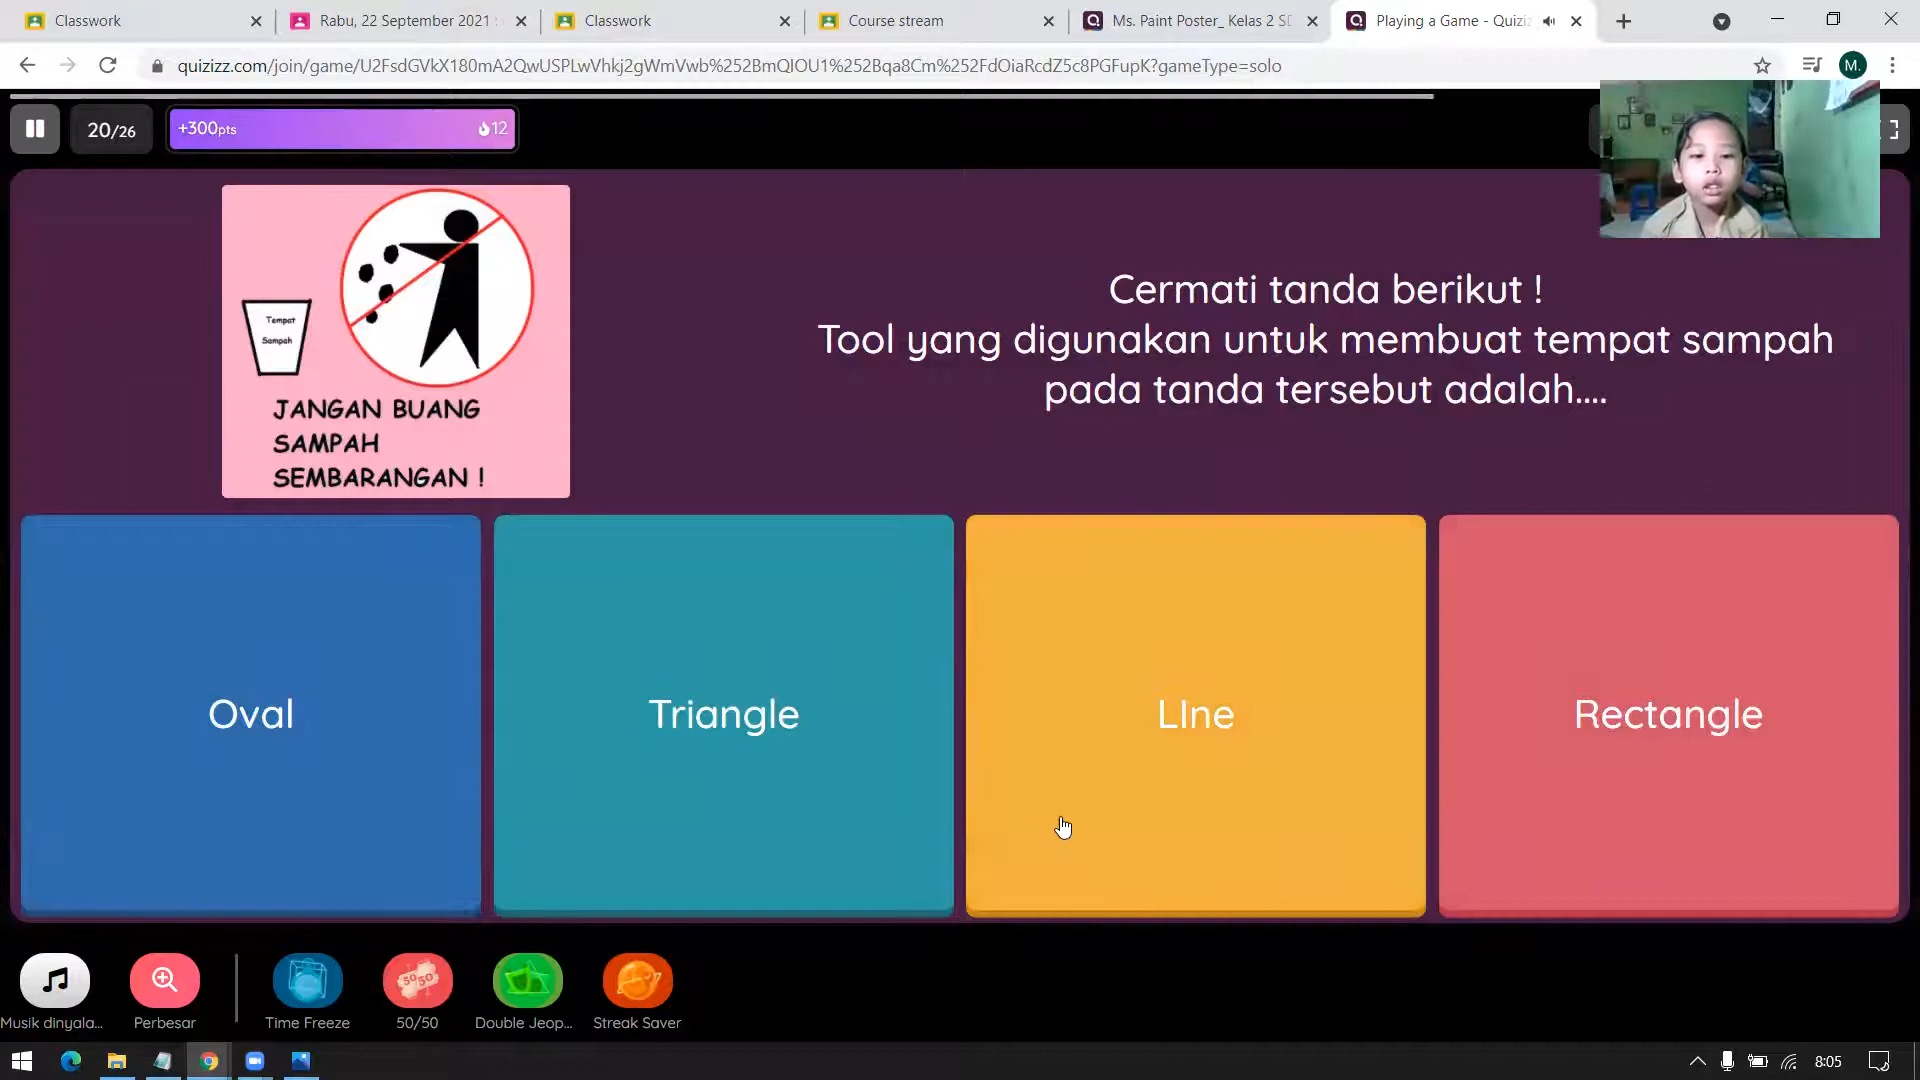 Classwork
Rabu, 22 September 2021
Classwork
Course stream
Ms. Paint Poster_ Kelas 2 SD
Playing a Game - Quiziz
quizizz.com/join/game/U2FsdGVkX180mA2QwUSPLwVhkj2gWmVwb%252BmQIOU1%252Bqa8Cm%252FdOiaRcdZ5c8PGFupK?gameType=solo
M.
20/26
+300pts
12
Tempat
Sampah
JANGAN BUANG
SAMPAH
SEMBARANGAN !
Cermati tanda berikut !
Tool yang digunakan untuk membuat tempat sampah
pada tanda tersebut adalah....
Oval
Triangle
LIne
Rectangle
50 50
Musik dinyala...
Perbesar
Time Freeze
50/50
Double Jeop...
Streak Saver
8:05